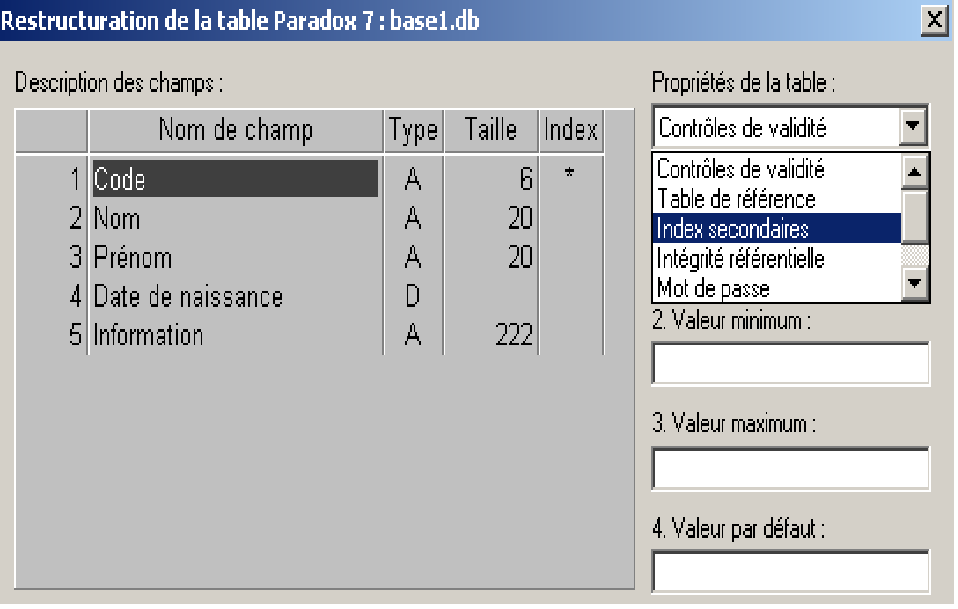 Restructuration de la table Paradox 7 : base1.db
Description des champs :
Nom de champ Type Taille Index
1 Code A 6 *
2 Nom A 20
3 Prénom A 20
4 Date de naissance D
5 Information A 222
Propriétés de la table :
Contrôles de validité
Contrôles de validité
Table de référence
Index secondaires
Intégrité référentielle
Mot de passe
2. Valeur minimum :
3. Valeur maximum :
4. Valeur par défaut :